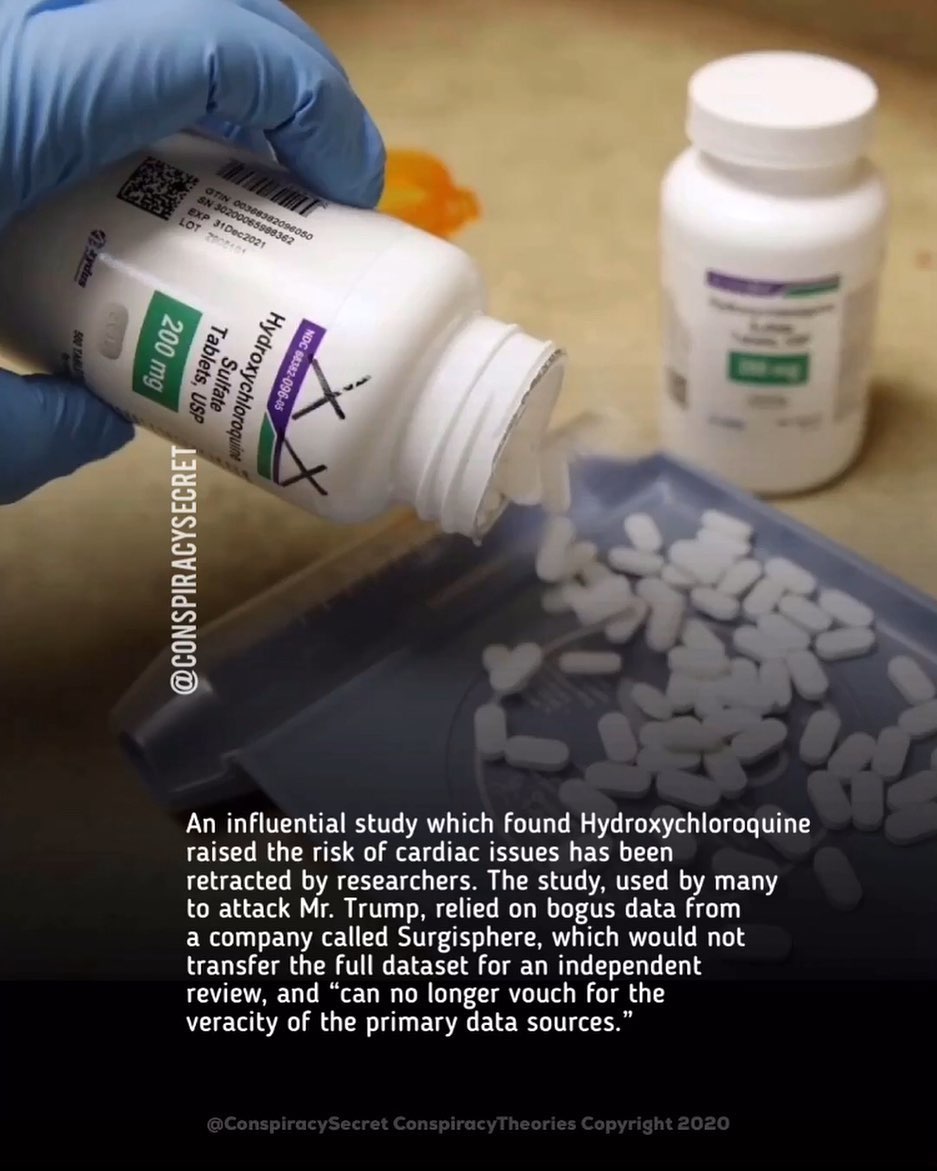 GTIN 00368382096050
SN 30200065988362
EXP 31Dec2021
LOT
zydus
NDC 68382-096-05
Hydroxychloroquine
Sulfate
Tablets, USP
200 mg
@CONSPIRACYSECRET
An influential study which found Hydroxychloroquine
raised the risk of cardiac issues has been
retracted by researchers. The study, used by many
to attack Mr. Trump, relied on bogus data from
a company called Surgisphere, which would not
transfer the full dataset for an independent
review, and “can no longer vouch for the
veracity of the primary data sources.”
@ConspiracySecret ConspiracyTheories Copyright 2020